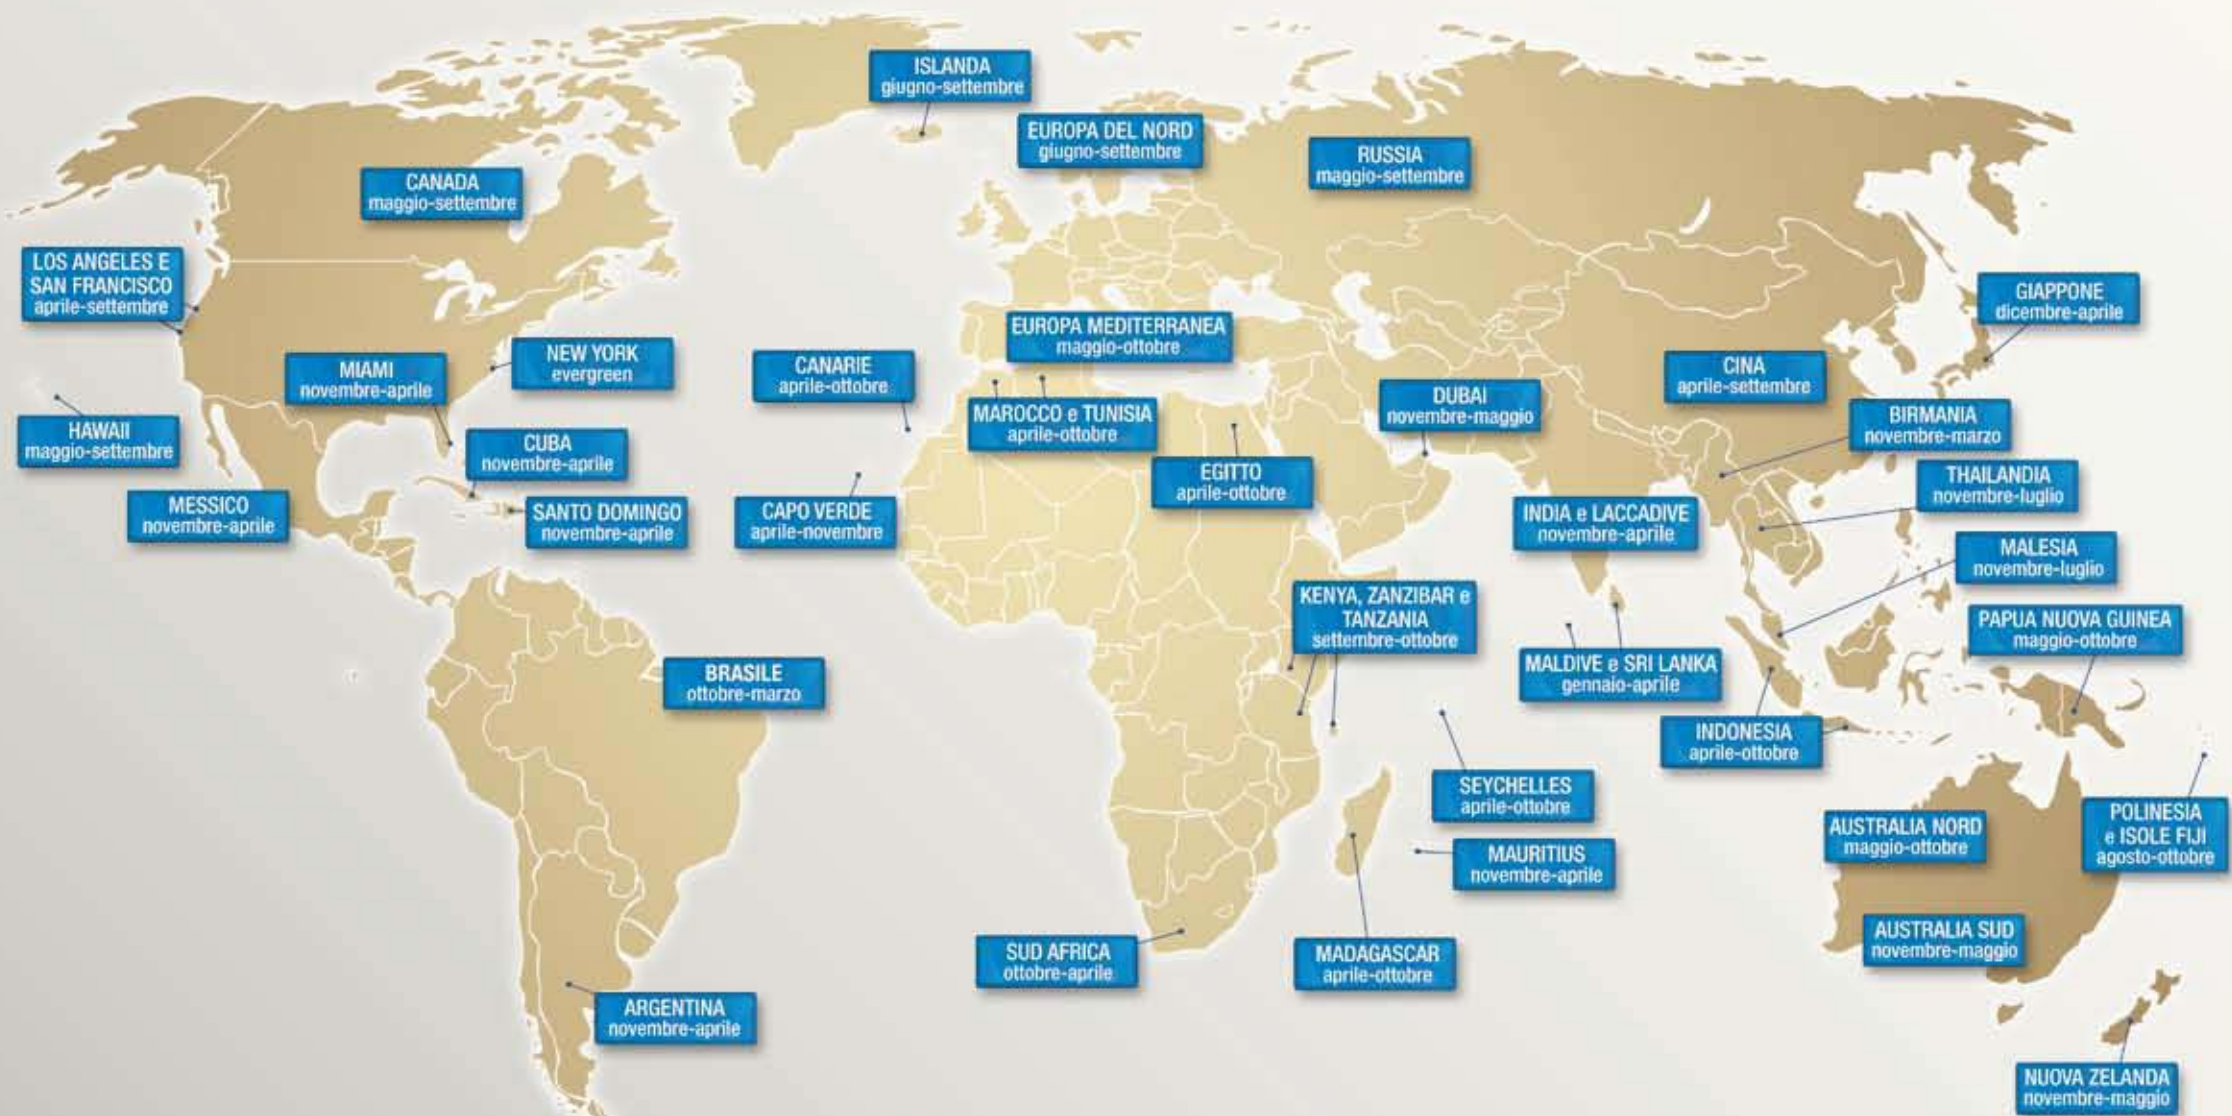 ISLANDA
giugno-settembre
EUROPA DEL NORD
giugno-settembre
RUSSIA
maggio-settembre
CANADA
maggio-settembre
LOS ANGELES E
SAN FRANCISCO
aprile-settembre
GIAPPONE
dicembre-aprile
EUROPA MEDITERRANEA
maggio-ottobre
NEW YORK
evergreen
MIAMI
novembre-aprile
CANARIE
aprile-ottobre
CINA
aprile-settembre
DUBAI
novembre-maggio
MAROCCO e TUNISIA
aprile-ottobre
BIRMANIA
novembre-marzo
HAWAII
maggio-settembre
CUBA
novembre-aprile
EGITTO
aprile-ottobre
THAILANDIA
novembre-luglio
MESSICO
novembre-aprile
SANTO DOMINGO
novembre-aprile
CAPO VERDE
aprile-novembre
INDIA e LACCADIVE
novembre-aprile
MALESIA
novembre-luglio
KENYA, ZANZIBAR e
TANZANIA
settembre-ottobre
PAPUA NUOVA GUINEA
maggio-ottobre
BRASILE
ottobre-marzo
MALDIVE e SRI LANKA
gennaio-aprile
INDONESIA
aprile-ottobre
SEYCHELLES
aprile-ottobre
POLINESIA
e ISOLE FIJI
agosto-ottobre
AUSTRALIA NORD
maggio-ottobre
MAURITIUS
novembre-aprile
AUSTRALIA SUD
novembre-maggio
SUD AFRICA
ottobre-aprile
MADAGASCAR
aprile-ottobre
ARGENTINA
novembre-aprile
NUOVA ZELANDA
novembre-maggio